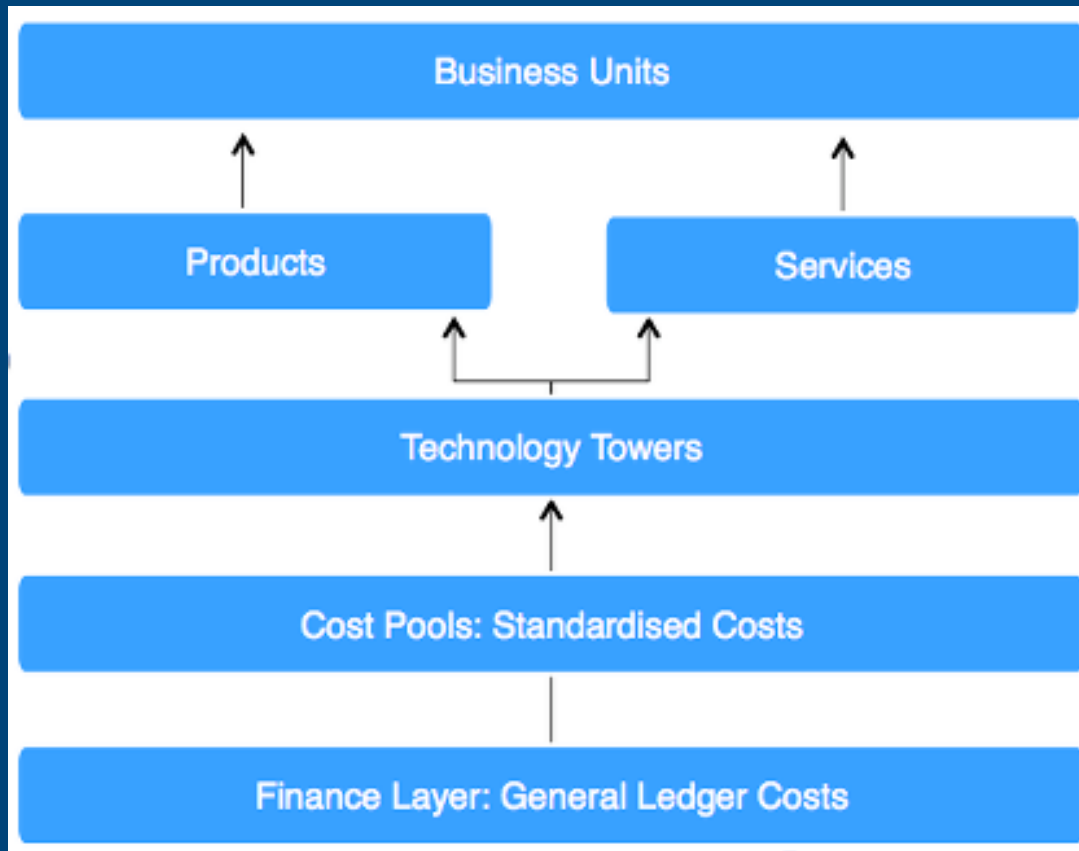 Business Units
Products
Services
Technology Towers
Cost Pools: Standardised Costs
Finance Layer: General Ledger Costs